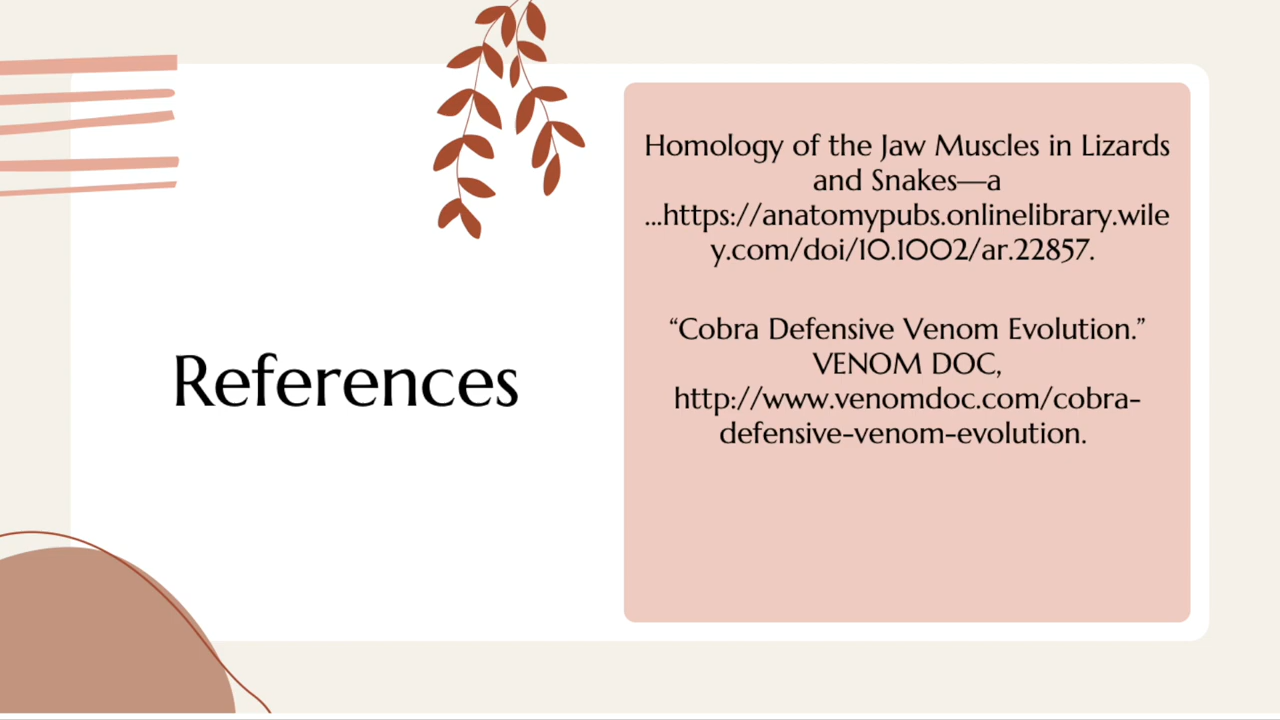 References
Homology of the Jaw Muscles in Lizards
and Snakes—a
...https://anatomypubs.onlinelibrary.wile
y.com/doi/10.1002/ar.22857.
“Cobra Defensive Venom Evolution.”
VENOM DOC,
http://www.venomdoc.com/cobra-
defensive-venom-evolution.